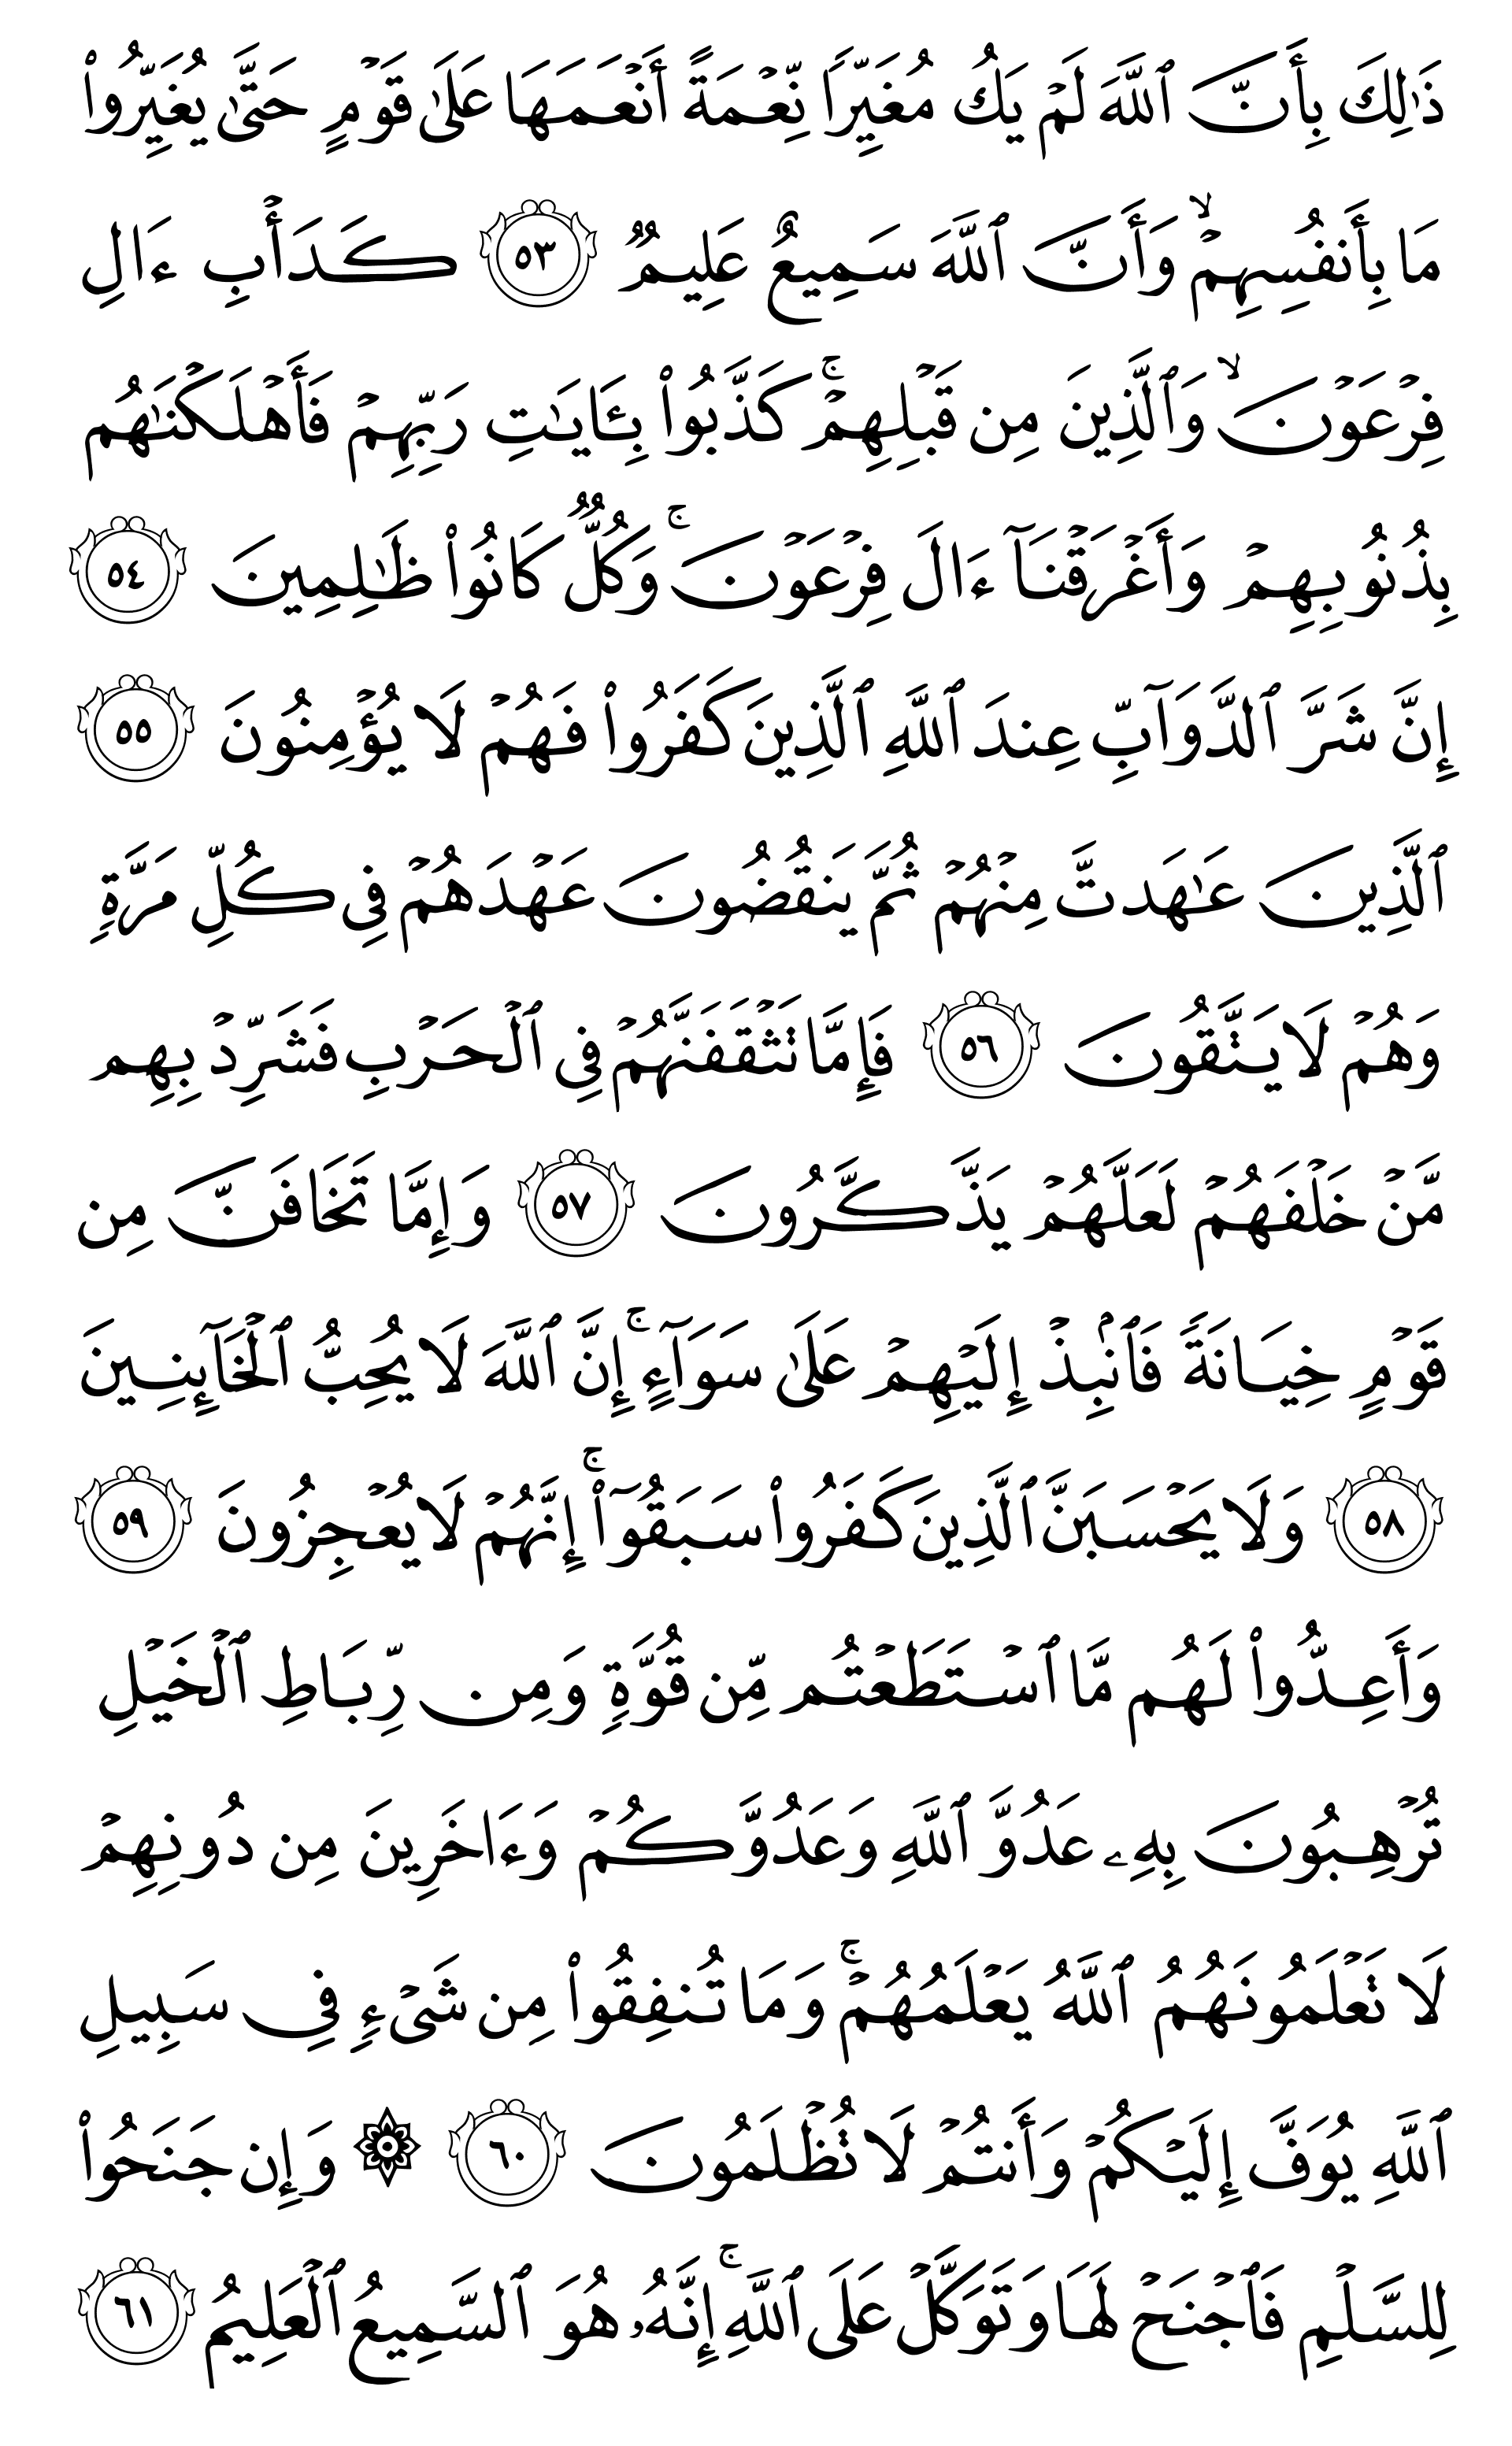 ذَٰلِكَ بِأَنَّ ٱللَّهَ لَمۡ يَكُ مُغَيِّرٗا نِّعۡمَةً أَنۡعَمَهَا عَلَىٰ قَوۡمٍ حَتَّىٰ يُغَيِّرُواْ
مَا بِأَنفُسِهِمۡۙ وَأَنَّ ٱللَّهَ سَمِيعٌ عَلِيمٞ ٥٣ كَدَأۡبِ ءَالِ
فِرۡعَوۡنَۙ وَٱلَّذِينَ مِن قَبۡلِهِمۡۚ كَذَّبُواْ بِـَٔايَٰتِ رَبِّهِمۡ فَأَهۡلَكۡنَٰهُم
بِذُنُوبِهِمۡ وَأَغۡرَقۡنَآ ءَالَ فِرۡعَوۡنَۚ وَكُلّٞ كَانُواْ ظَٰلِمِينَ ٥٤
إِنَّ شَرَّ ٱلدَّوَآبِّ عِندَ ٱللَّهِ ٱلَّذِينَ كَفَرُواْ فَهُمۡ لَا يُؤۡمِنُونَ ٥٥
ٱلَّذِينَ عَٰهَدتَّ مِنۡهُمۡ ثُمَّ يَنقُضُونَ عَهۡدَهُمۡ فِي كُلِّ مَرَّةٖ
وَهُمۡ لَا يَتَّقُونَ ٥٦ فَإِمَّا تَثۡقَفَنَّهُمۡ فِي ٱلۡحَرۡبِ فَشَرِّدۡ بِهِم
مَّنۡ خَلۡفَهُمۡ لَعَلَّهُمۡ يَذَّكَّرُونَ ٥٧ وَإِمَّا تَخَافَنَّ مِن
قَوۡمٍ خِيَانَةٗ فَٱنۢبِذۡ إِلَيۡهِمۡ عَلَىٰ سَوَآءٍۚ إِنَّ ٱللَّهَ لَا يُحِبُّ ٱلۡخَآئِنِينَ
٥٨ وَلَا يَحۡسَبَنَّ ٱلَّذِينَ كَفَرُواْ سَبَقُوٓاْۚ إِنَّهُمۡ لَا يُعۡجِزُونَ ٥٩
وَأَعِدُّواْ لَهُم مَّا ٱسۡتَطَعۡتُم مِّن قُوَّةٖ وَمِن رِّبَاطِ ٱلۡخَيۡلِ
تُرۡهِبُونَ بِهِۦ عَدُوَّ ٱللَّهِ وَعَدُوَّكُمۡ وَءَاخَرِينَ مِن دُونِهِمۡ
لَا تَعۡلَمُونَهُمُ ٱللَّهُ يَعۡلَمُهُمۡۚ وَمَا تُنفِقُواْ مِن شَيۡءٖ فِي سَبِيلِ
ٱللَّهِ يُوَفَّ إِلَيۡكُمۡ وَأَنتُمۡ لَا تُظۡلَمُونَ ٦٠ ۞ وَإِن جَنَحُواْ
لِلسَّلۡمِ فَٱجۡنَحۡ لَهَا وَتَوَكَّلۡ عَلَى ٱللَّهِۚ إِنَّهُۥ هُوَ ٱلسَّمِيعُ ٱلۡعَلِيمُ ٦١